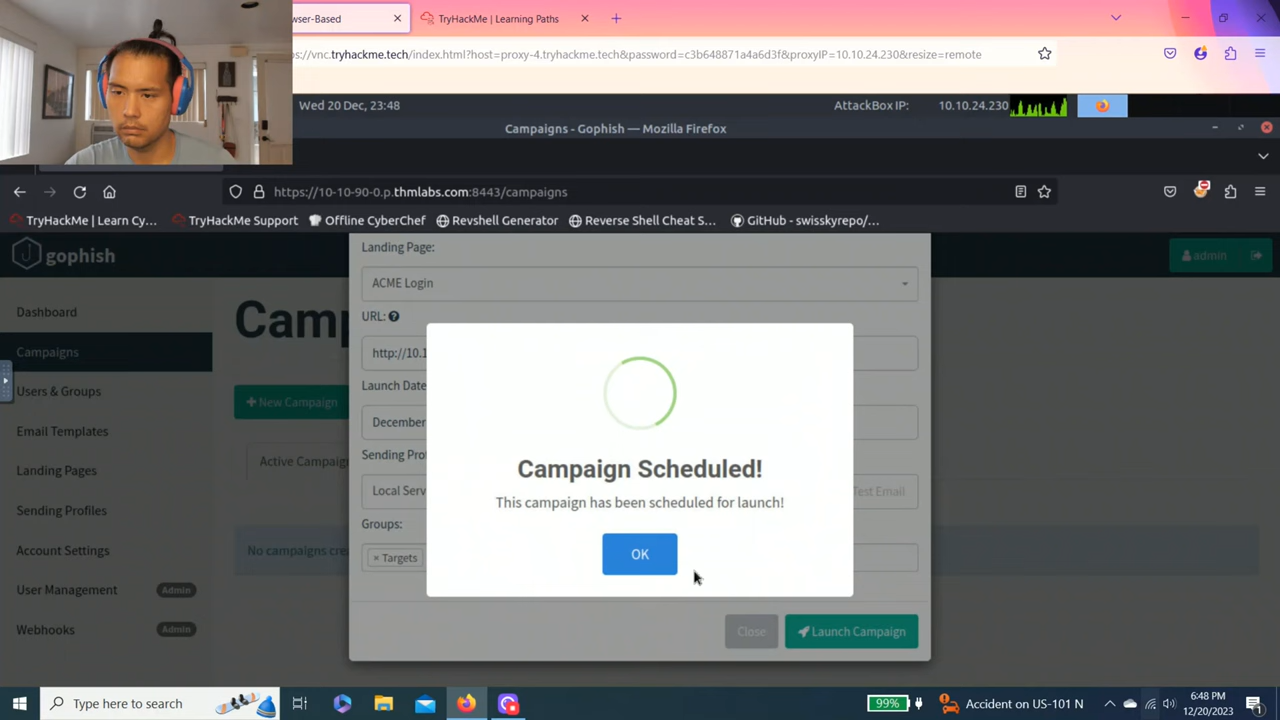 wser-Based
TryHackMe | Learning Paths
s://vnc.tryhackme.tech/index.html?host=proxy-4.tryhackme.tech&password=c3b648871a4a6d3f&proxyIP=10.10.24.230&resize=remote
Wed 20 Dec, 23:48
AttackBox IP: 10.10.24.230
Campaigns - Gophish — Mozilla Firefox
https://10-10-90-0.p.thmlabs.com:8443/campaigns
TryHackMe | Learn Cy... TryHackMe Support Offline CyberChef Revshell Generator Reverse Shell Cheat S... GitHub - swisskyrepo/...
gophish
admin
Dashboard
Campaigns
Users & Groups
Email Templates
Landing Pages
Sending Profiles
Account Settings
User Management Admin
Webhooks Admin
Camp
+ New Campaign
Active Campaig
No campaigns crea
Landing Page:
ACME Login
URL:
http://10.1
Launch Date
December
Sending Prof
Local Serv
Test Email
Groups:
× Targets
Campaign Scheduled!
This campaign has been scheduled for launch!
OK
Close
Launch Campaign
Type here to search
99%
Accident on US-101 N
6:48 PM
12/20/2023
1